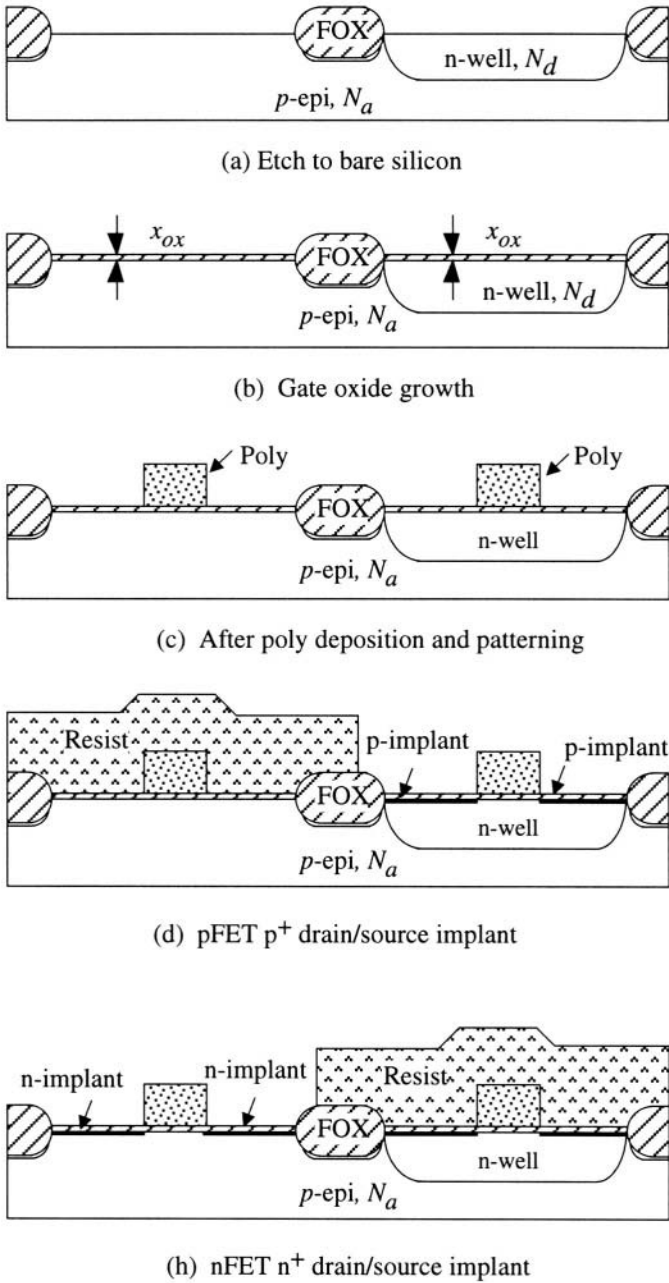 FOX
n-well, N_d
p-epi, N_a
(a) Etch to bare silicon
x_ox x_ox
FOX
n-well, N_d
p-epi, N_a
(b) Gate oxide growth
Poly Poly
FOX
n-well
p-epi, N_a
(c) After poly deposition and patterning
Resist p-implant p-implant
FOX
n-well
p-epi, N_a
(d) pFET p⁺ drain/source implant
n-implant n-implant Resist
FOX
n-well
p-epi, N_a
(h) nFET n⁺ drain/source implant